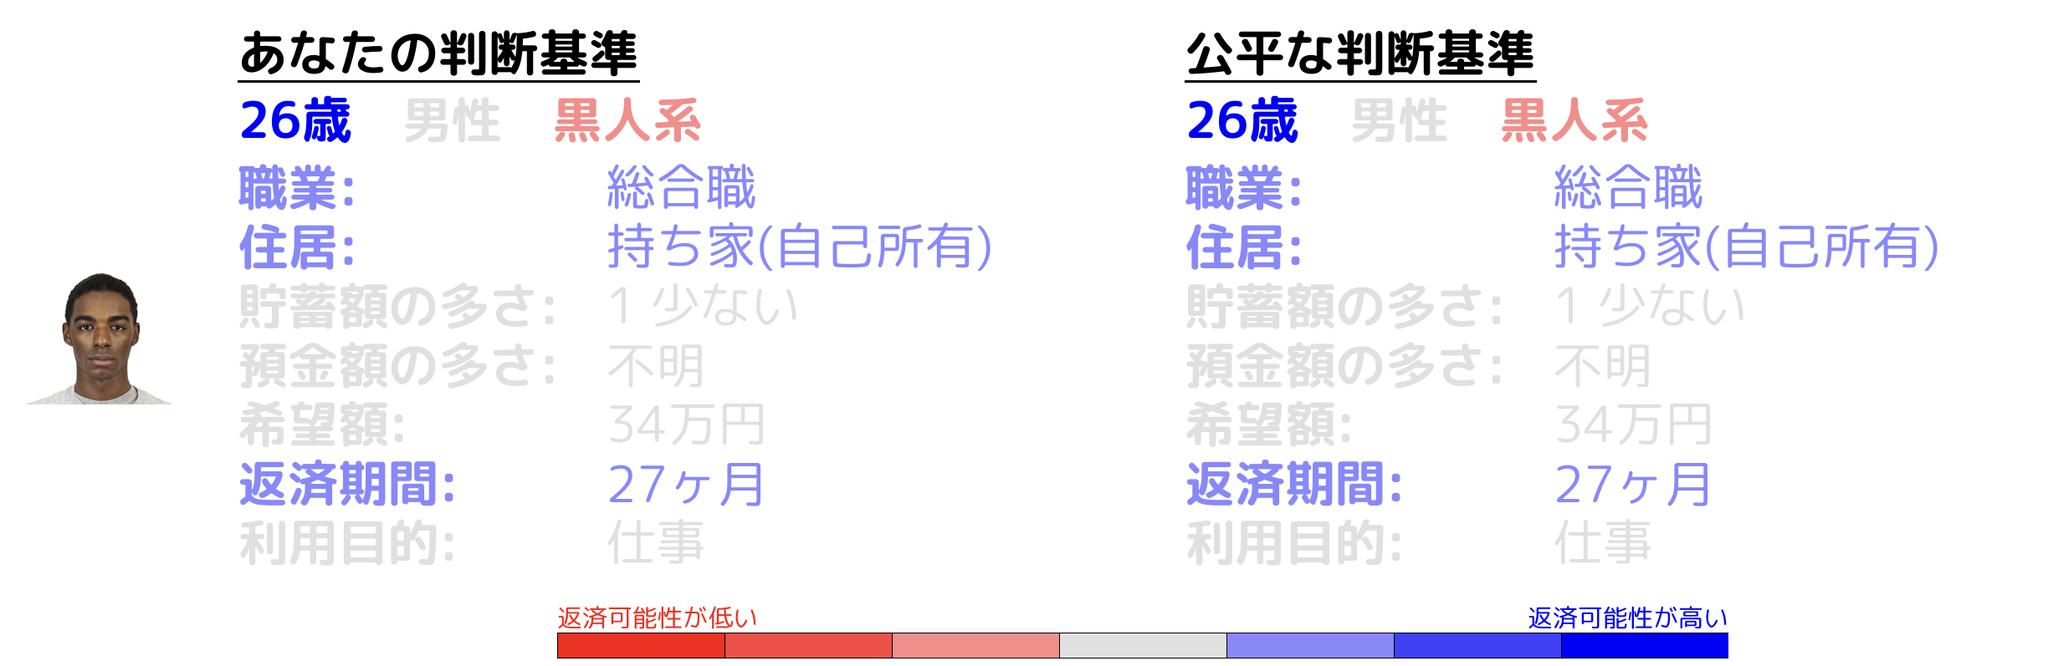 あなたの判断基準
26歳 男性 黒人系
職業: 総合職
住居: 持ち家(自己所有)
貯蓄額の多さ: 1 少ない
預金額の多さ: 不明
希望額: 34万円
返済期間: 27ヶ月
利用目的: 仕事
公平な判断基準
26歳 男性 黒人系
職業: 総合職
住居: 持ち家(自己所有)
貯蓄額の多さ: 1 少ない
預金額の多さ: 不明
希望額: 34万円
返済期間: 27ヶ月
利用目的: 仕事
返済可能性が低い
返済可能性が高い